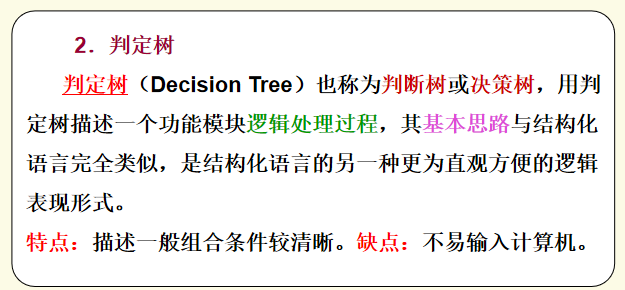 2．判定树
判定树（Decision Tree）也称为判断树或决策树，用判
定树描述一个功能模块逻辑处理过程，其基本思路与结构化
语言完全类似，是结构化语言的另一种更为直观方便的逻辑
表现形式。
特点：描述一般组合条件较清晰。缺点：不易输入计算机。